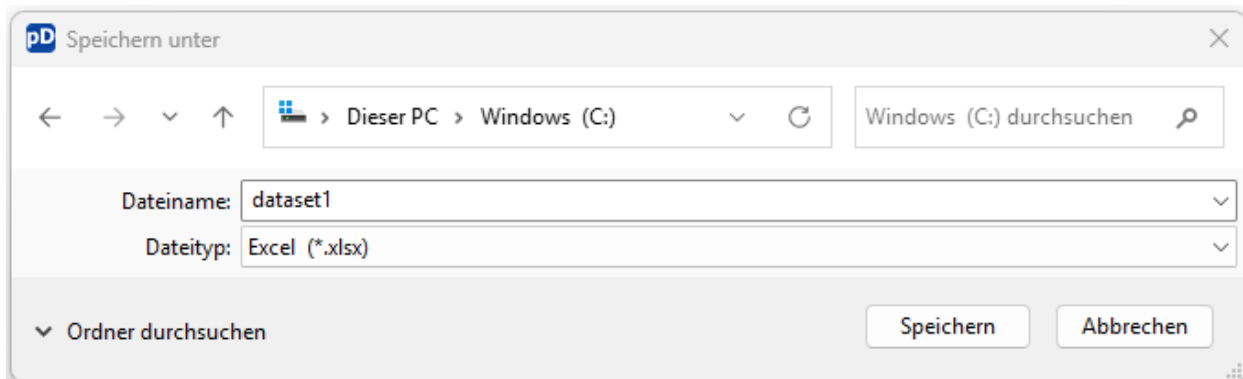 pD Speichern unter
Dieser PC > Windows (C:) Windows (C:) durchsuchen
Dateiname: dataset1
Dateityp: Excel (*.xlsx)
Ordner durchsuchen Speichern Abbrechen